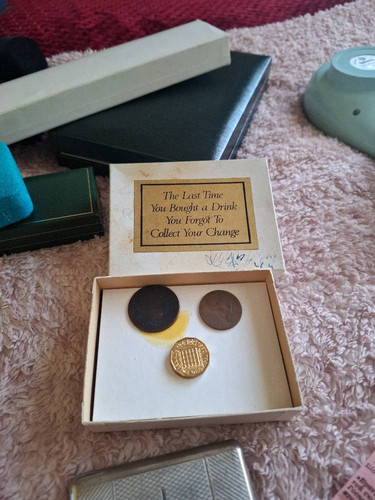 The Last Time
You Bought a Drink
You Forgot To
Collect Your Change